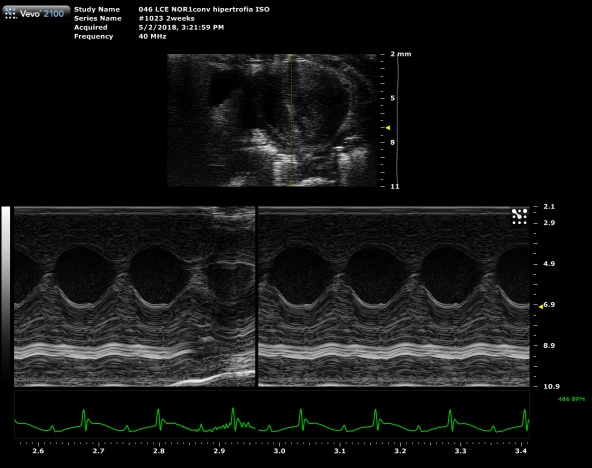 Vevo 2100
Study Name 046 LCE NOR1conv hipertrofia ISO
Series Name #1023 2weeks
Acquired 5/2/2018, 3:21:59 PM
Frequency 40 MHz
2 mm
5
8
11
2.1
2.9
4.9
6.9
8.9
10.9
486 BPM
2.6 2.7 2.8 2.9 3.0 3.1 3.2 3.3 3.4